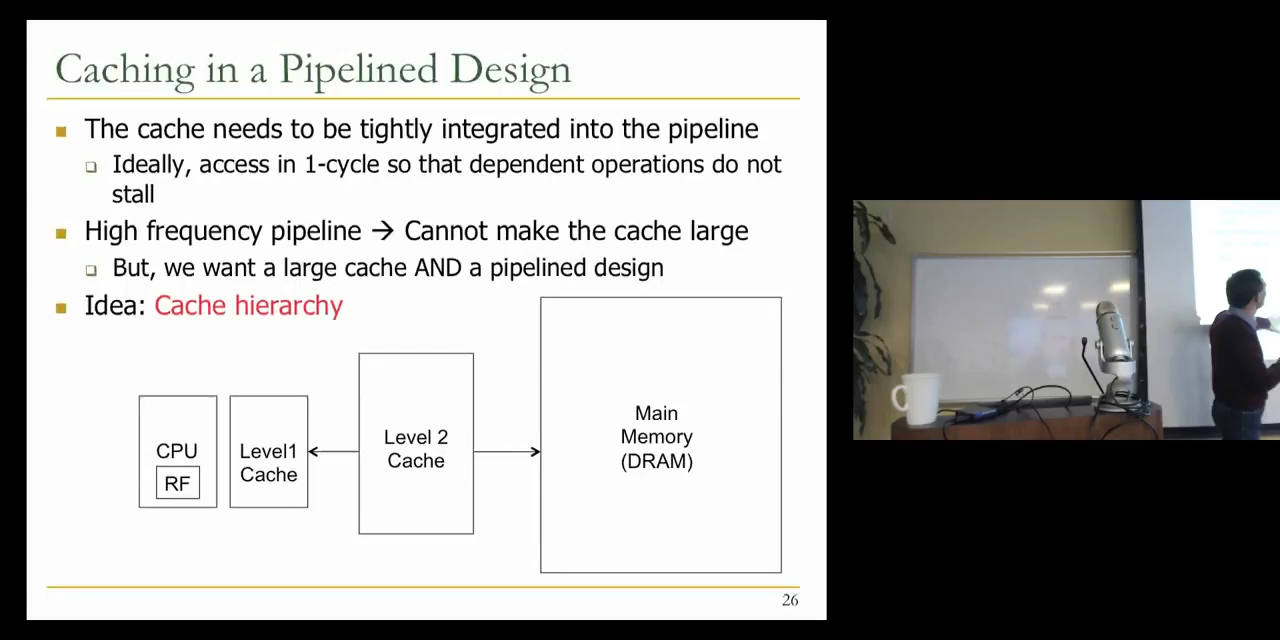 Caching in a Pipelined Design
The cache needs to be tightly integrated into the pipeline
Ideally, access in 1-cycle so that dependent operations do not
stall
High frequency pipeline → Cannot make the cache large
But, we want a large cache AND a pipelined design
Idea: Cache hierarchy
CPU
RF
Level1
Cache
Level 2
Cache
Main
Memory
(DRAM)
26